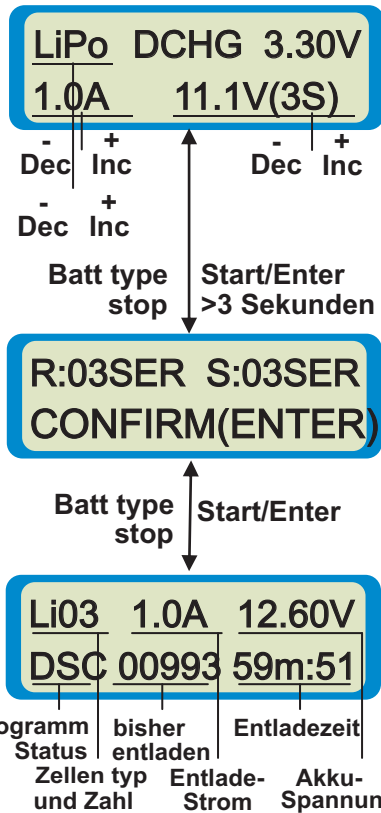 LiPo DCHG 3.30V
1.0A 11.1V(3S)
- + - +
Dec Inc Dec Inc
- +
Dec Inc
Batt type Start/Enter
stop >3 Sekunden
R:03SER S:03SER
CONFIRM(ENTER)
Batt type Start/Enter
stop
Li03 1.0A 12.60V
DSC 00993 59m:51
ogramm bisher Entladezeit
Status entladen
Zellen typ Entlade- Akku-
und Zahl Strom Spannun